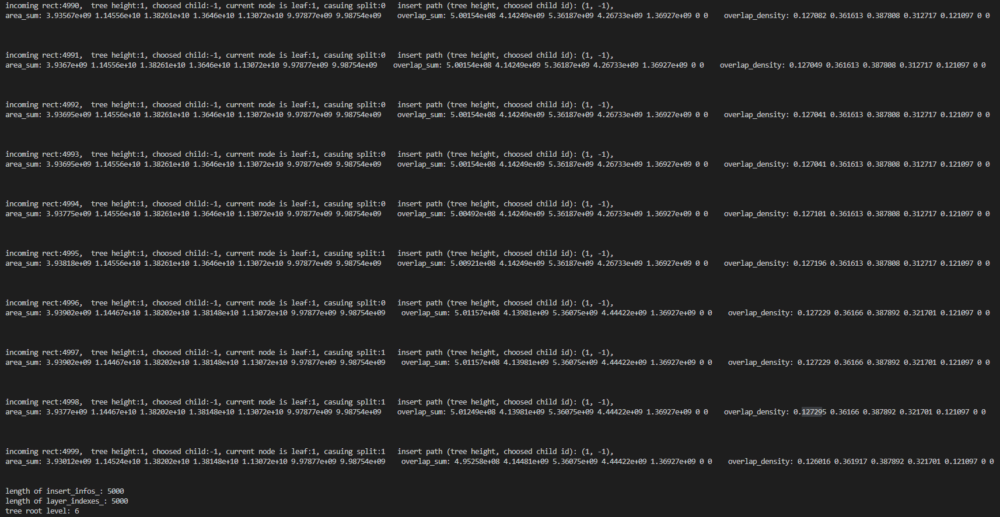 incoming rect:4990,  tree height:1, choosed child:-1, current node is leaf:1, casuing split:0   insert path (tree height, choosed child id): (1, -1),
area_sum: 3.93567e+09 1.14556e+10 1.38261e+10 1.3646e+10 1.13072e+10 9.97877e+09 9.98754e+09    overlap_sum: 5.00154e+08 4.14249e+09 5.36187e+09 4.26733e+09 1.36927e+09 0 0    overlap_density: 0.127082 0.361613 0.387808 0.312717 0.121097 0 0
incoming rect:4991,  tree height:1, choosed child:-1, current node is leaf:1, casuing split:0   insert path (tree height, choosed child id): (1, -1),
area_sum: 3.9367e+09 1.14556e+10 1.38261e+10 1.3646e+10 1.13072e+10 9.97877e+09 9.98754e+09    overlap_sum: 5.00154e+08 4.14249e+09 5.36187e+09 4.26733e+09 1.36927e+09 0 0    overlap_density: 0.127049 0.361613 0.387808 0.312717 0.121097 0 0
incoming rect:4992,  tree height:1, choosed child:-1, current node is leaf:1, casuing split:0   insert path (tree height, choosed child id): (1, -1),
area_sum: 3.93695e+09 1.14556e+10 1.38261e+10 1.3646e+10 1.13072e+10 9.97877e+09 9.98754e+09    overlap_sum: 5.00154e+08 4.14249e+09 5.36187e+09 4.26733e+09 1.36927e+09 0 0    overlap_density: 0.127041 0.361613 0.387808 0.312717 0.121097 0 0
incoming rect:4993,  tree height:1, choosed child:-1, current node is leaf:1, casuing split:0   insert path (tree height, choosed child id): (1, -1),
area_sum: 3.93695e+09 1.14556e+10 1.38261e+10 1.3646e+10 1.13072e+10 9.97877e+09 9.98754e+09    overlap_sum: 5.00154e+08 4.14249e+09 5.36187e+09 4.26733e+09 1.36927e+09 0 0    overlap_density: 0.127041 0.361613 0.387808 0.312717 0.121097 0 0
incoming rect:4994,  tree height:1, choosed child:-1, current node is leaf:1, casuing split:0   insert path (tree height, choosed child id): (1, -1),
area_sum: 3.93775e+09 1.14556e+10 1.38261e+10 1.3646e+10 1.13072e+10 9.97877e+09 9.98754e+09    overlap_sum: 5.00492e+08 4.14249e+09 5.36187e+09 4.26733e+09 1.36927e+09 0 0    overlap_density: 0.127101 0.361613 0.387808 0.312717 0.121097 0 0
incoming rect:4995,  tree height:1, choosed child:-1, current node is leaf:1, casuing split:1   insert path (tree height, choosed child id): (1, -1),
area_sum: 3.93818e+09 1.14556e+10 1.38261e+10 1.3646e+10 1.13072e+10 9.97877e+09 9.98754e+09    overlap_sum: 5.00921e+08 4.14249e+09 5.36187e+09 4.26733e+09 1.36927e+09 0 0    overlap_density: 0.127196 0.361613 0.387808 0.312717 0.121097 0 0
incoming rect:4996,  tree height:1, choosed child:-1, current node is leaf:1, casuing split:0   insert path (tree height, choosed child id): (1, -1),
area_sum: 3.93902e+09 1.14467e+10 1.38202e+10 1.38148e+10 1.13072e+10 9.97877e+09 9.98754e+09    overlap_sum: 5.01157e+08 4.13981e+09 5.36075e+09 4.44422e+09 1.36927e+09 0 0    overlap_density: 0.127229 0.36166 0.387892 0.321701 0.121097 0 0
incoming rect:4997,  tree height:1, choosed child:-1, current node is leaf:1, casuing split:1   insert path (tree height, choosed child id): (1, -1),
area_sum: 3.93902e+09 1.14467e+10 1.38202e+10 1.38148e+10 1.13072e+10 9.97877e+09 9.98754e+09    overlap_sum: 5.01157e+08 4.13981e+09 5.36075e+09 4.44422e+09 1.36927e+09 0 0    overlap_density: 0.127229 0.36166 0.387892 0.321701 0.121097 0 0
incoming rect:4998,  tree height:1, choosed child:-1, current node is leaf:1, casuing split:1   insert path (tree height, choosed child id): (1, -1),
area_sum: 3.9377e+09 1.14467e+10 1.38202e+10 1.38148e+10 1.13072e+10 9.97877e+09 9.98754e+09    overlap_sum: 5.01249e+08 4.13981e+09 5.36075e+09 4.44422e+09 1.36927e+09 0 0    overlap_density: 0.127295 0.36166 0.387892 0.321701 0.121097 0 0
incoming rect:4999,  tree height:1, choosed child:-1, current node is leaf:1, casuing split:1   insert path (tree height, choosed child id): (1, -1),
area_sum: 3.93012e+09 1.14524e+10 1.38202e+10 1.38148e+10 1.13072e+10 9.97877e+09 9.98754e+09    overlap_sum: 4.95258e+08 4.14481e+09 5.36075e+09 4.44422e+09 1.36927e+09 0 0    overlap_density: 0.126016 0.361917 0.387892 0.321701 0.121097 0 0
length of insert_infos_: 5000
length of layer_indexes_: 5000
tree root level: 6